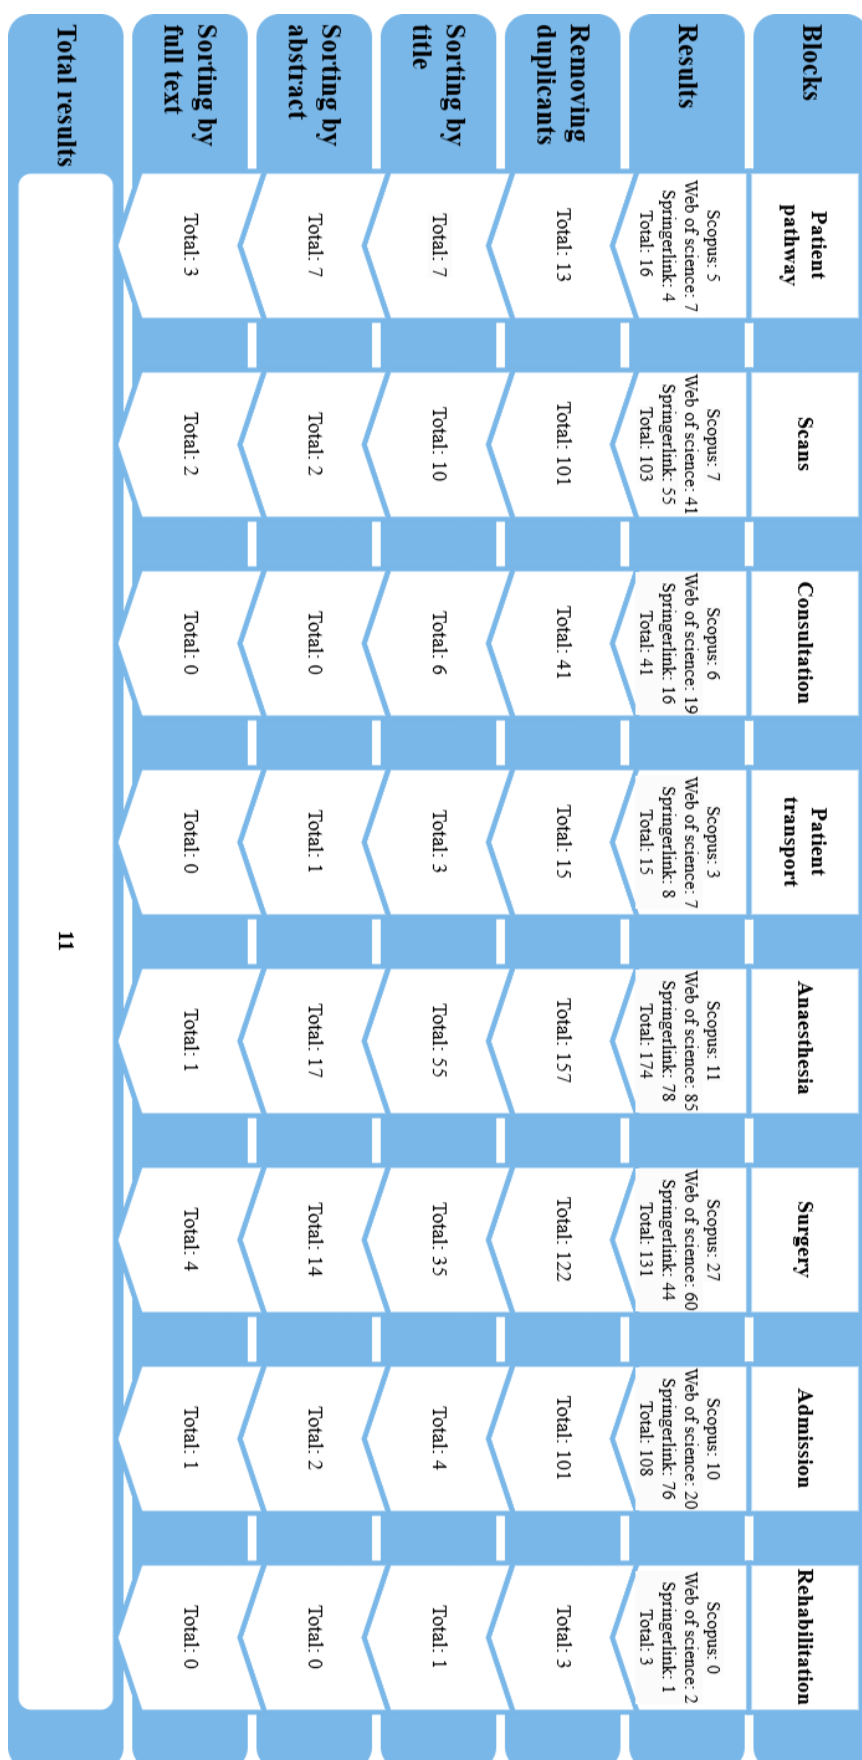 Blocks
Patient
pathway
Scans
Consultation
Patient
transport
Anaesthesia
Surgery
Admission
Rehabilitation
Results
Scopus: 5
Web of science: 7
Springerlink: 4
Total: 16
Scopus: 7
Web of science: 41
Springerlink: 55
Total: 103
Scopus: 6
Web of science: 19
Springerlink: 16
Total: 41
Scopus: 3
Web of science: 7
Springerlink: 8
Total: 15
Scopus: 11
Web of science: 85
Springerlink: 78
Total: 174
Scopus: 27
Web of science: 60
Springerlink: 44
Total: 131
Scopus: 10
Web of science: 20
Springerlink: 76
Total: 108
Scopus: 0
Web of science: 2
Springerlink: 1
Total: 3
Removing
duplicants
Total: 13
Total: 101
Total: 41
Total: 15
Total: 157
Total: 122
Total: 101
Total: 3
Sorting by
title
Total: 7
Total: 10
Total: 6
Total: 3
Total: 55
Total: 35
Total: 4
Total: 1
Sorting by
abstract
Total: 7
Total: 2
Total: 0
Total: 1
Total: 17
Total: 14
Total: 2
Total: 0
Sorting by
full text
Total: 3
Total: 2
Total: 0
Total: 0
Total: 1
Total: 4
Total: 1
Total: 0
Total results
11